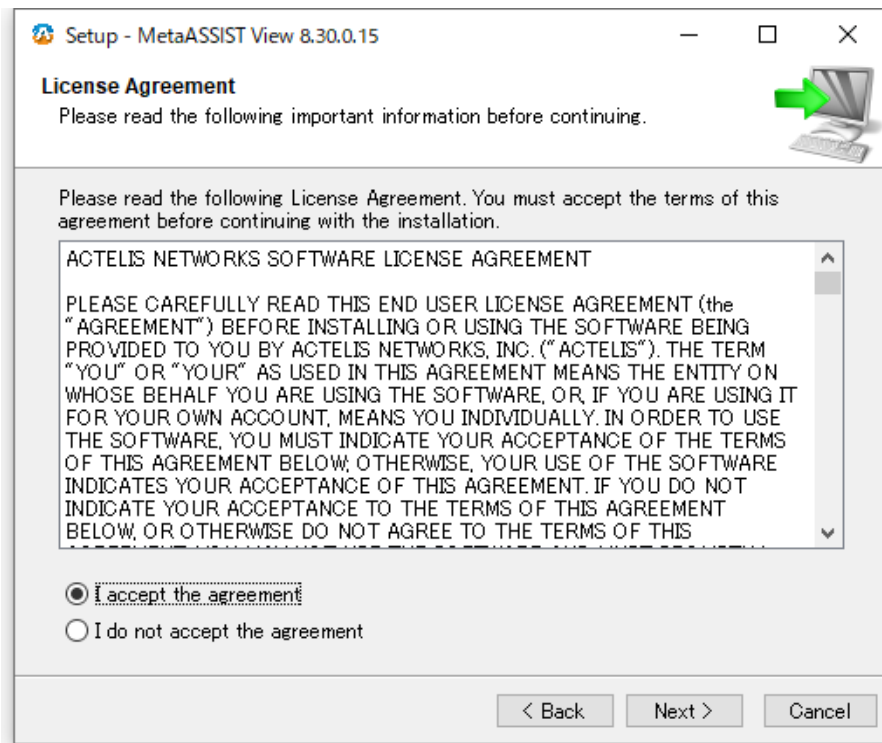 Setup - MetaASSIST View 8.30.0.15
License Agreement
Please read the following important information before continuing.
Please read the following License Agreement. You must accept the terms of this
agreement before continuing with the installation.
ACTELIS NETWORKS SOFTWARE LICENSE AGREEMENT
PLEASE CAREFULLY READ THIS END USER LICENSE AGREEMENT (the
"AGREEMENT") BEFORE INSTALLING OR USING THE SOFTWARE BEING
PROVIDED TO YOU BY ACTELIS NETWORKS, INC. ("ACTELIS"). THE TERM
"YOU" OR "YOUR" AS USED IN THIS AGREEMENT MEANS THE ENTITY ON
WHOSE BEHALF YOU ARE USING THE SOFTWARE, OR, IF YOU ARE USING IT
FOR YOUR OWN ACCOUNT, MEANS YOU INDIVIDUALLY. IN ORDER TO USE
THE SOFTWARE, YOU MUST INDICATE YOUR ACCEPTANCE OF THE TERMS
OF THIS AGREEMENT BELOW; OTHERWISE, YOUR USE OF THE SOFTWARE
INDICATES YOUR ACCEPTANCE OF THIS AGREEMENT. IF YOU DO NOT
INDICATE YOUR ACCEPTANCE TO THE TERMS OF THIS AGREEMENT
BELOW, OR OTHERWISE DO NOT AGREE TO THE TERMS OF THIS
I accept the agreement
I do not accept the agreement
< Back
Next >
Cancel